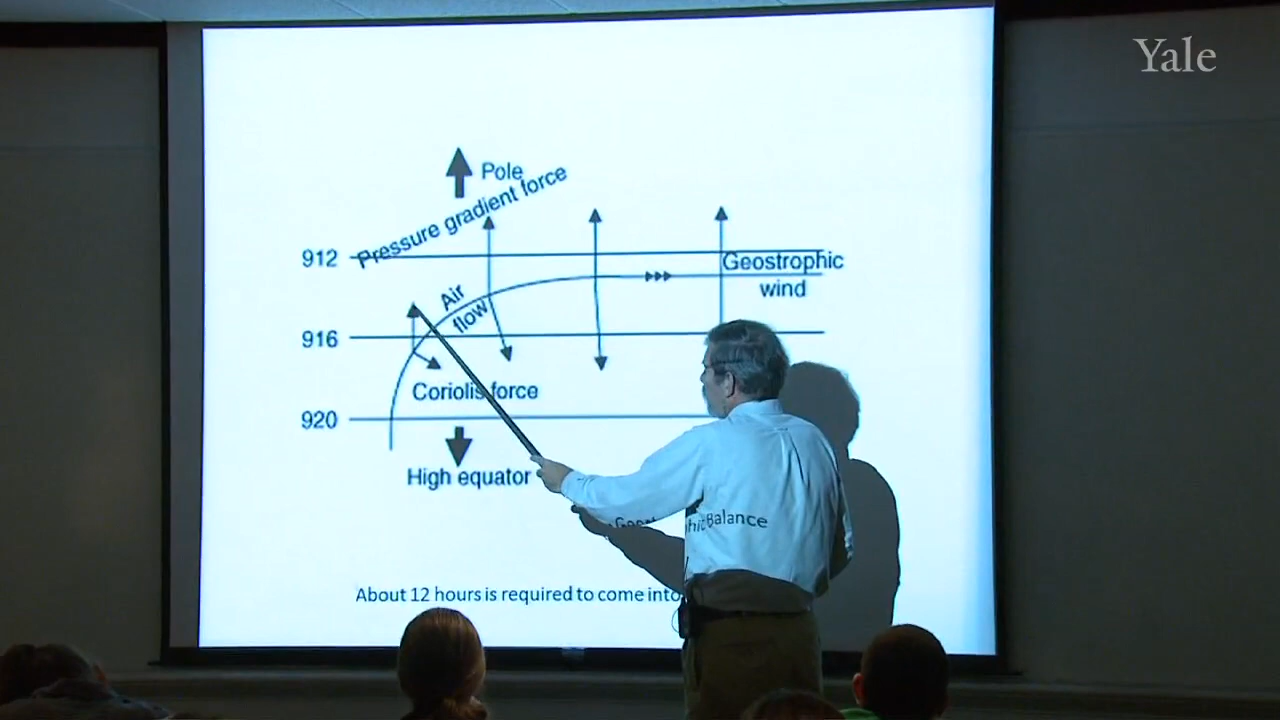 Yale
Pole
Pressure gradient force
912
Geostrophic
wind
Air
flow
916
Coriolis force
920
High equator
Balance
About 12 hours is required to come into